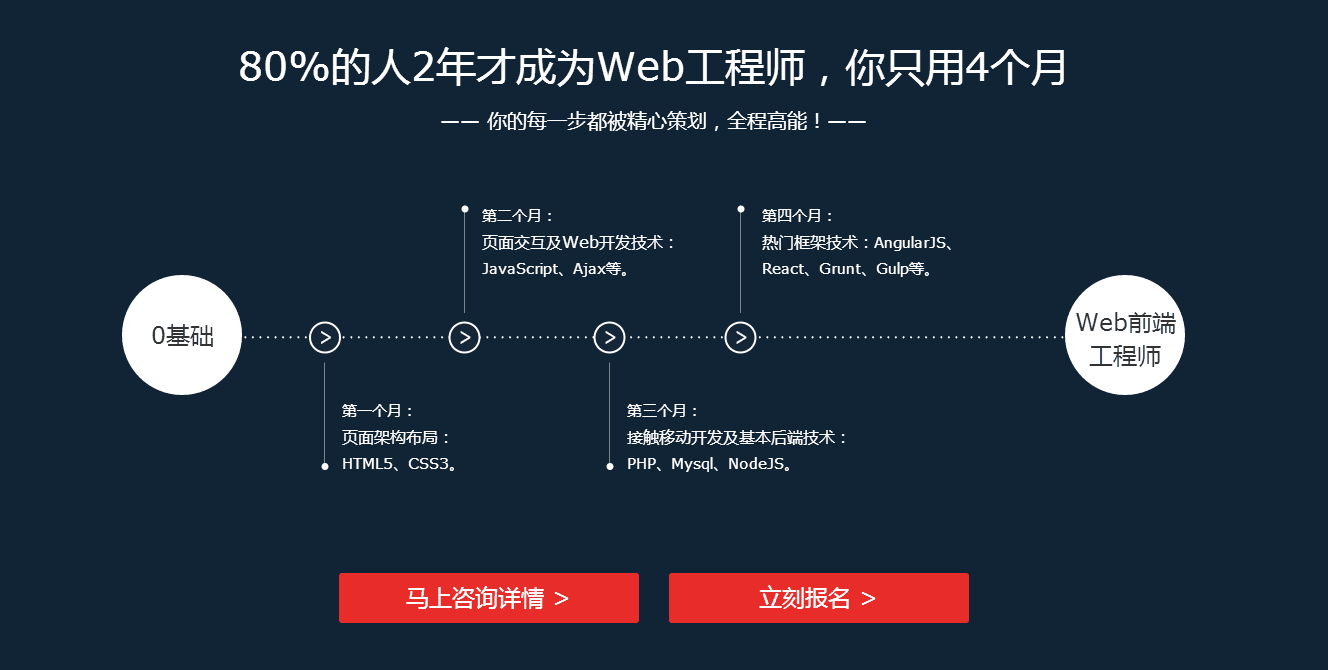 80%的人2年才成为Web工程师，你只用4个月
—— 你的每一步都被精心策划，全程高能！——
第二个月：
页面交互及Web开发技术：
JavaScript、Ajax等。
第四个月：
热门框架技术：AngularJS、
React、Grunt、Gulp等。
0基础
>
>
>
>
Web前端
工程师
第一个月：
页面架构布局：
HTML5、CSS3。
第三个月：
接触移动开发及基本后端技术：
PHP、Mysql、NodeJS。
马上咨询详情 >
立刻报名 >